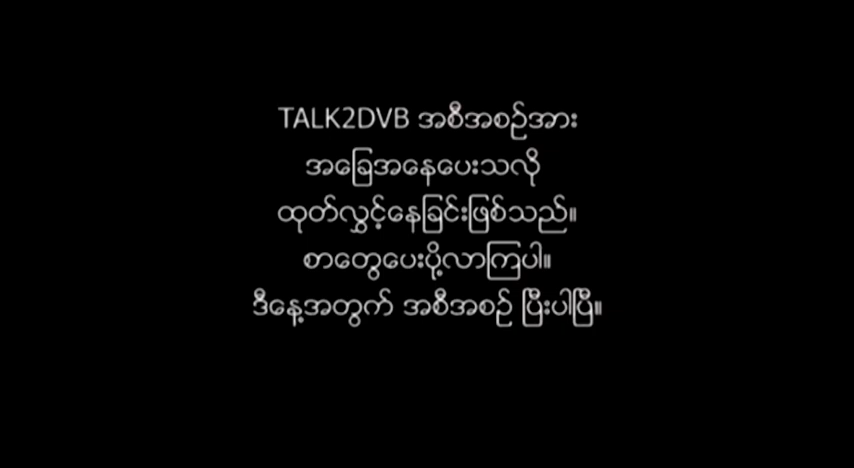 TALK2DVB အစီအစဉ်အား
အခြေအနေပေးသလို
ထုတ်လွှင့်နေခြင်းဖြစ်သည်။
စာတွေပေးပို့လာကြပါ။
ဒီနေ့အတွက် အစီအစဉ် ပြီးပါပြီ။